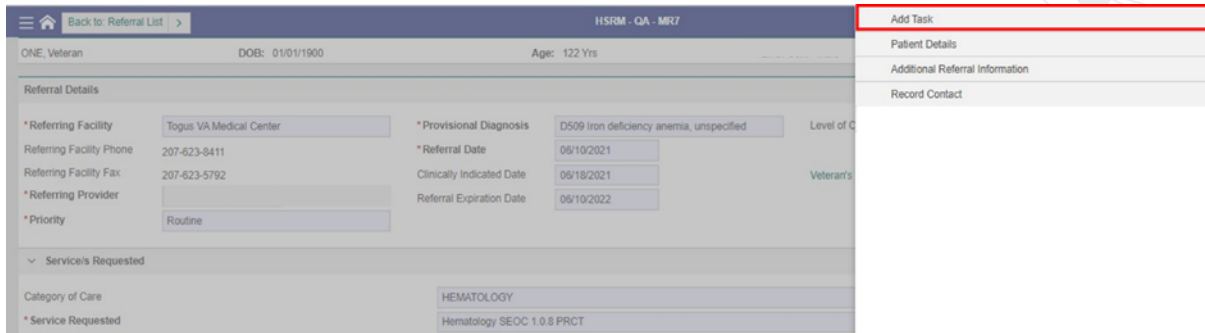 Back to: Referral List >
HSRM - QA - MR7
ONE, Veteran DOB: 01/01/1900 Age: 122 Yrs
Referral Details
*Referring Facility Togus VA Medical Center *Provisional Diagnosis D509 Iron deficiency anemia, unspecified Level of C
Referring Facility Phone 207-623-8411 *Referral Date 06/10/2021
Referring Facility Fax 207-623-5792 Clinically Indicated Date 06/18/2021 Veteran's
*Referring Provider Referral Expiration Date 06/10/2022
*Priority Routine
Service/s Requested
Category of Care HEMATOLOGY
*Service Requested Hematology SEOC 1.0.8 PRCT
Add Task
Patient Details
Additional Referral Information
Record Contact